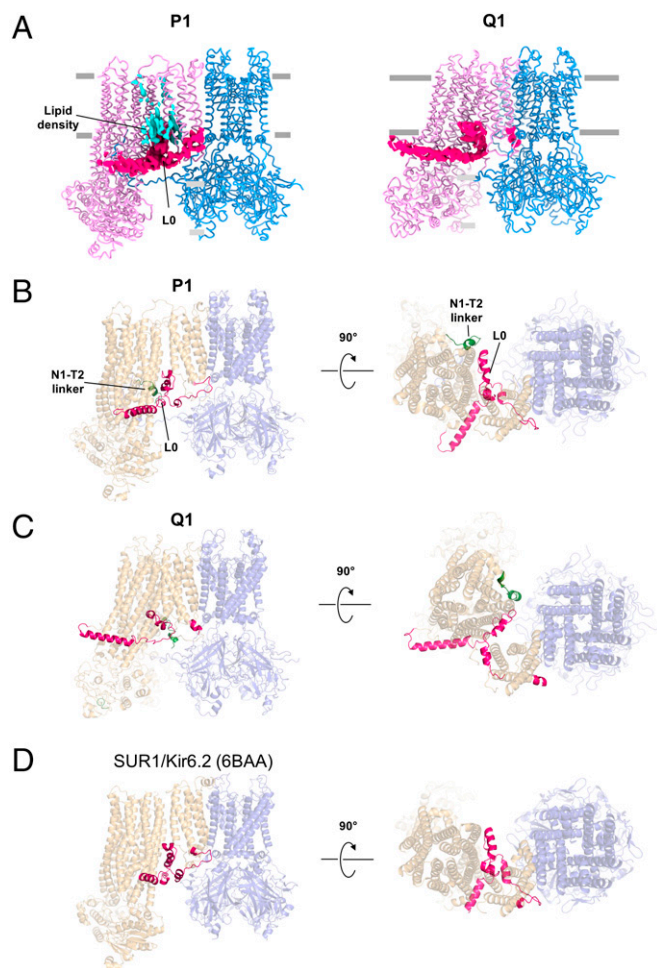 A
P1
Q1
Lipid
density
L0
B
P1
90°
N1-T2
linker
L0
N1-T2
linker
L0
C
Q1
90°
D
SUR1/Kir6.2 (6BAA)
90°